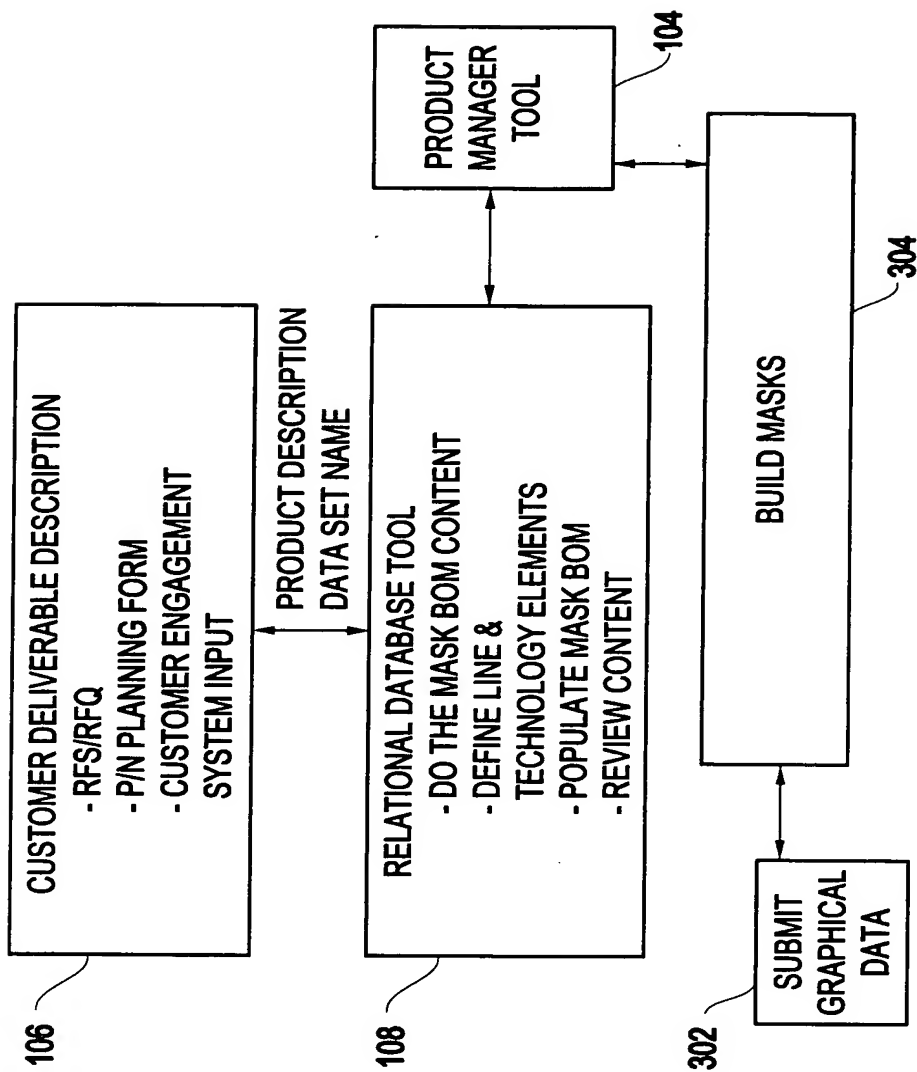 CUSTOMER DELIVERABLE DESCRIPTION
- RFS/RFQ
- P/N PLANNING FORM
- CUSTOMER ENGAGEMENT
SYSTEM INPUT
106
PRODUCT DESCRIPTION
DATA SET NAME
RELATIONAL DATABASE TOOL
- DO THE MASK BOM CONTENT
- DEFINE LINE &
TECHNOLOGY ELEMENTS
- POPULATE MASK BOM
- REVIEW CONTENT
108
PRODUCT
MANAGER
TOOL
104
SUBMIT
GRAPHICAL
DATA
302
BUILD MASKS
304